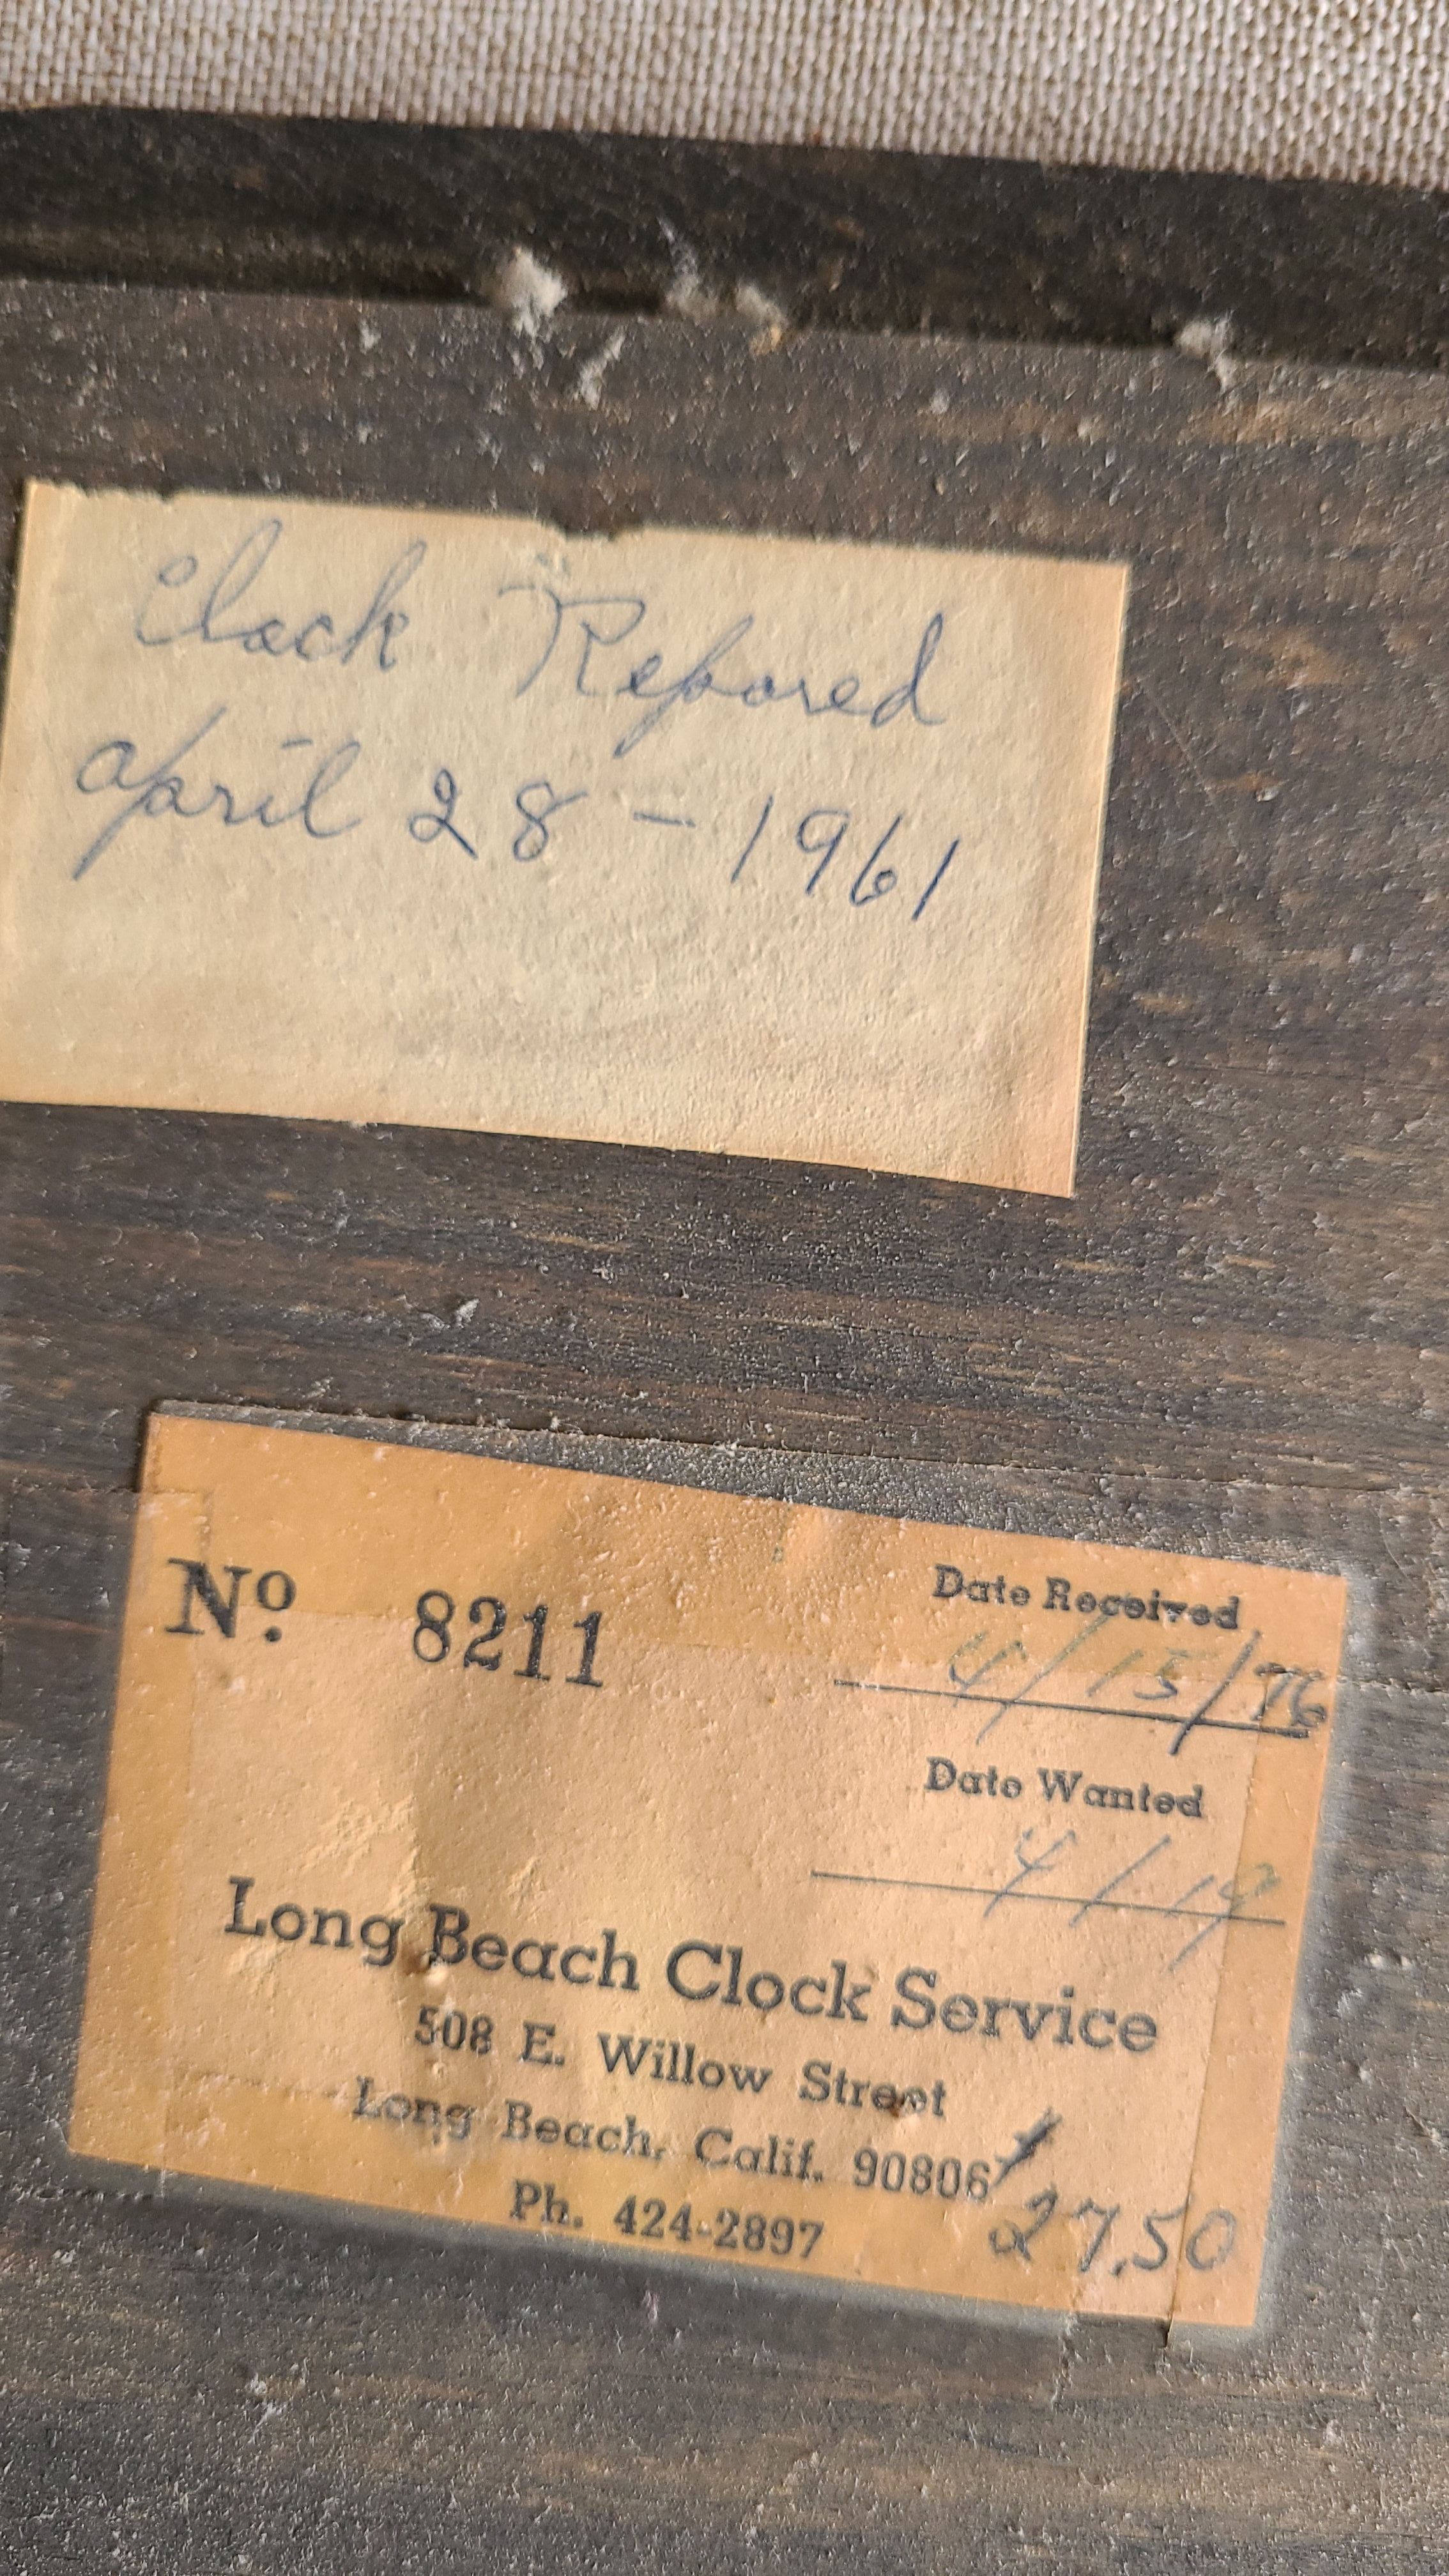 Clock Repared
april 28 - 1961
Nº. 8211
Date Received
4/15/76
Date Wanted
4/19
Long Beach Clock Service
508 E. Willow Street
Long Beach, Calif. 90806
Ph. 424-2897
27.50